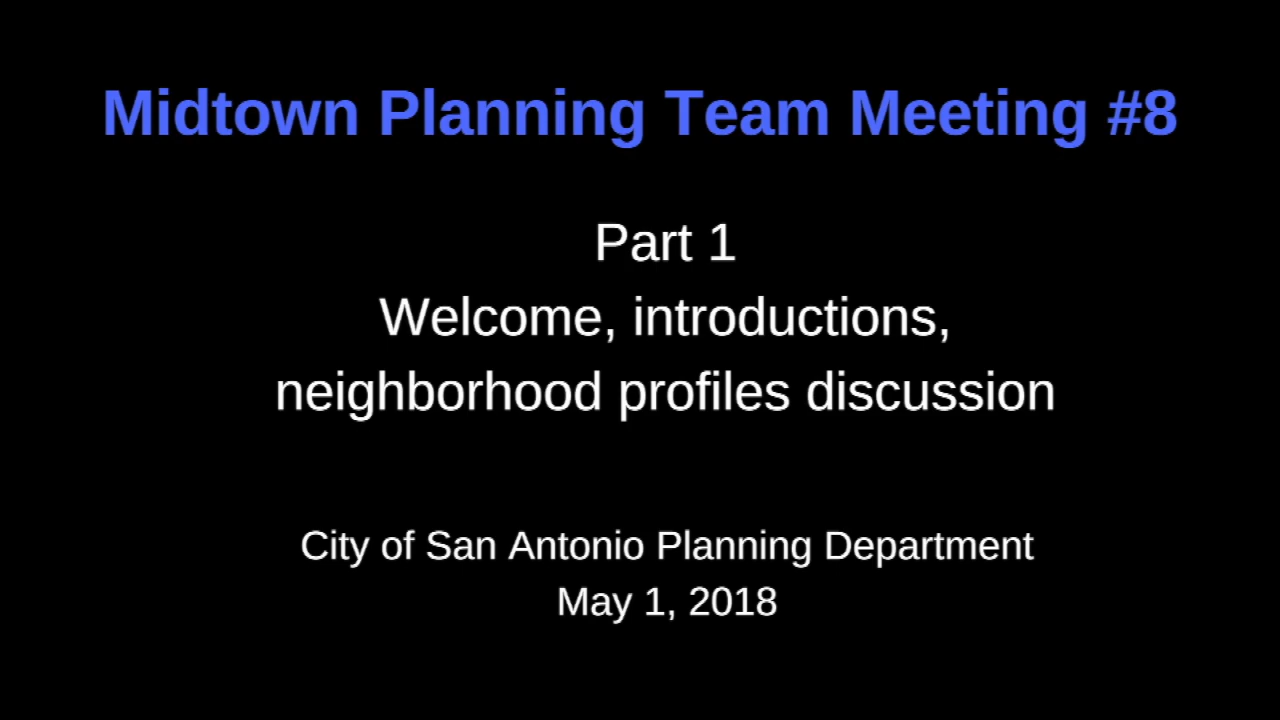 Midtown Planning Team Meeting #8
Part 1
Welcome, introductions,
neighborhood profiles discussion
City of San Antonio Planning Department
May 1, 2018